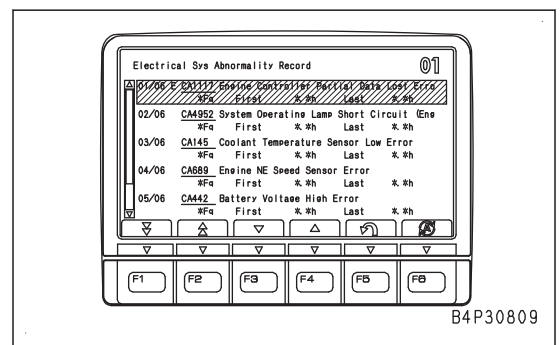 Electrical Sys Abnormality Record 01
01/06 E CA1117 Engine Controller Partial Data Lost Erro
*Fq First *.*h Last *.*h
02/06 CA4952 System Operating Lamp Short Circuit (Eng
*Fq First *.*h Last *.*h
03/06 CA145 Coolant Temperature Sensor Low Error
*Fq First *.*h Last *.*h
04/06 CA689 Engine NE Speed Sensor Error
*Fq First *.*h Last *.*h
05/06 CA442 Battery Voltage High Error
*Fq First *.*h Last *.*h
F1 F2 F3 F4 F5 F6
B4P30809